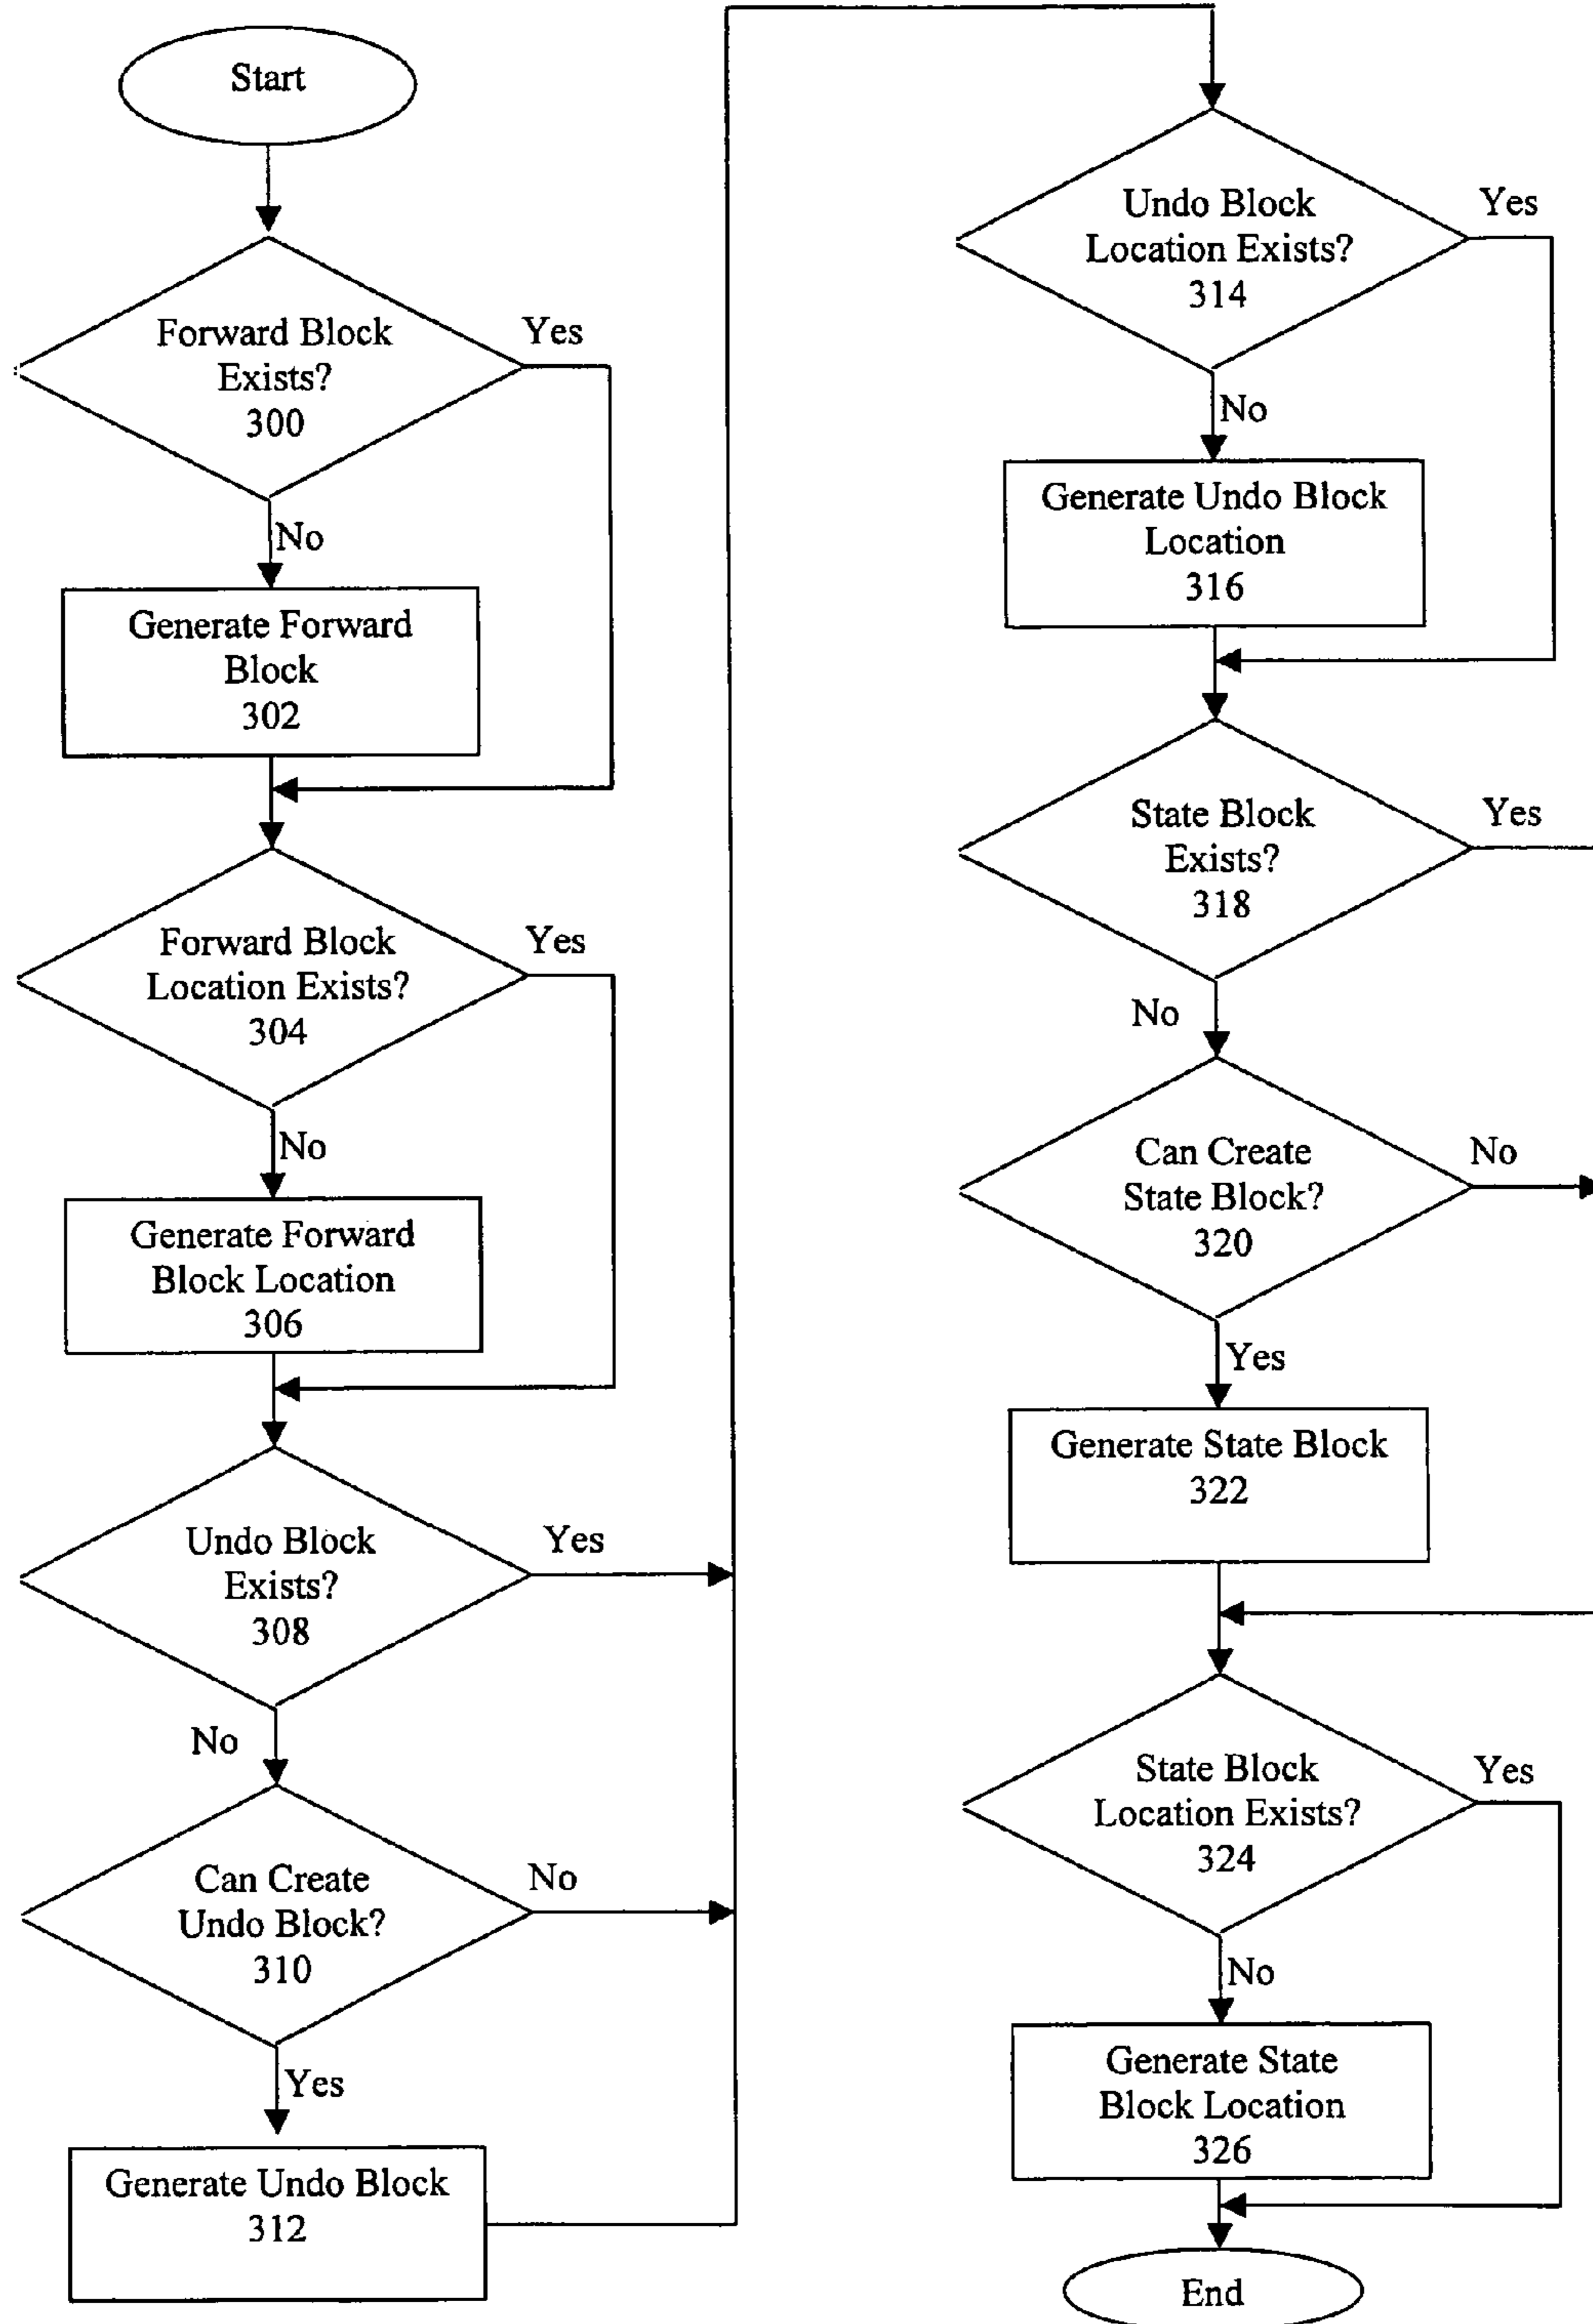 Start
Forward Block
Exists?
300
Yes
No
Generate Forward
Block
302
Forward Block
Location Exists?
304
Yes
No
Generate Forward
Block Location
306
Undo Block
Exists?
308
Yes
No
Can Create
Undo Block?
310
No
Yes
Generate Undo Block
312
Undo Block
Location Exists?
314
Yes
No
Generate Undo Block
Location
316
State Block
Exists?
318
Yes
No
Can Create
State Block?
320
No
Yes
Generate State Block
322
State Block
Location Exists?
324
Yes
No
Generate State
Block Location
326
End